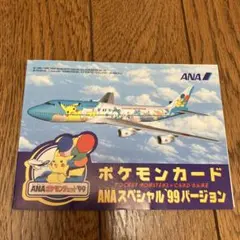 ANA
ポケモンカード
POCKET MONSTERS CARD GAME
ANAスペシャル'99バージョン
ANAポケモンジェット'99